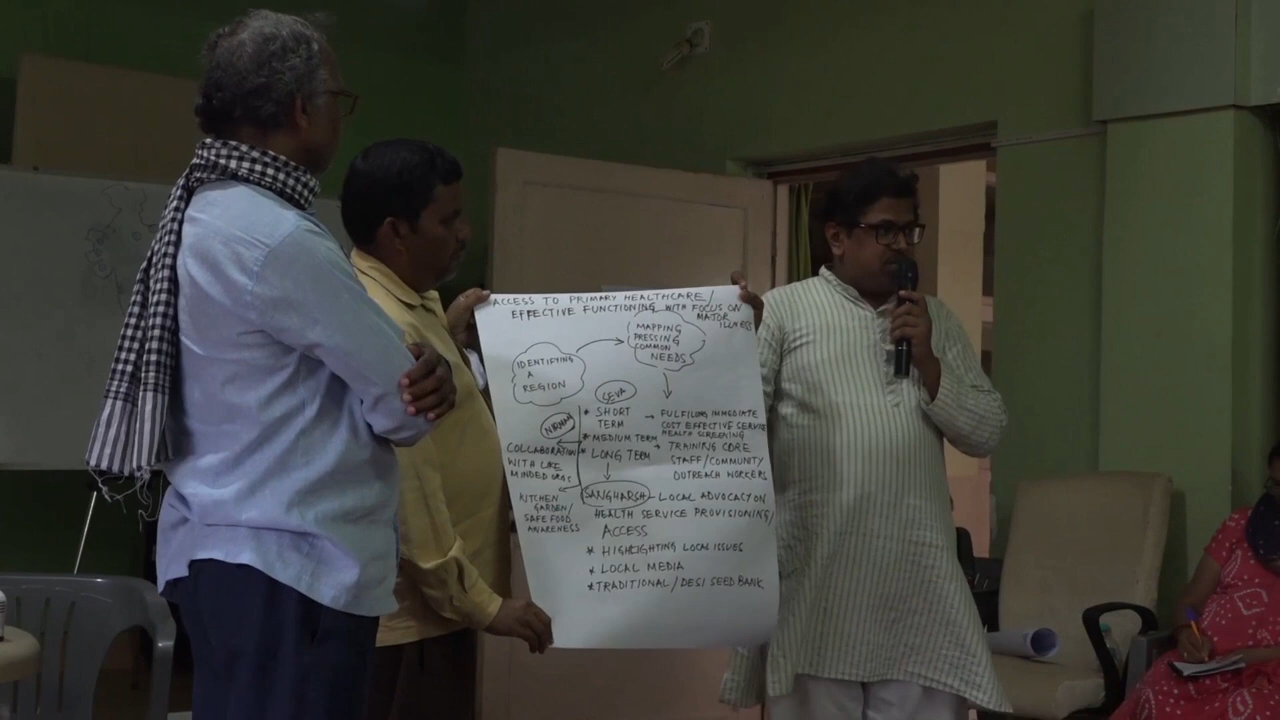 ACCESS TO PRIMARY HEALTHCARE/
EFFECTIVE FUNCTIONING WITH FOCUS ON
MAJOR
ILLNESS
MAPPING
PRESSING
COMMON
NEEDS
IDENTIFYING
A
REGION
SEVA
* SHORT
TERM
* MEDIUM TERM
* LONG TERM
→ FULFILING IMMEDIATE
COST EFFECTIVE SERVICE
HEALTH SCREENING
→ TRAINING CORE
STAFF/COMMUNITY
OUTREACH WORKERS
COLLABORATION
WITH LIKE
MINDED ORGS
KITCHEN
GARDEN/
SAFE FOOD
AWARENESS
SANGHARSH - LOCAL ADVOCACY ON
HEALTH SERVICE PROVISIONING/
ACCESS
* HIGHLIGHTING LOCAL ISSUES
* LOCAL MEDIA
* TRADITIONAL/DESI SEED BANK